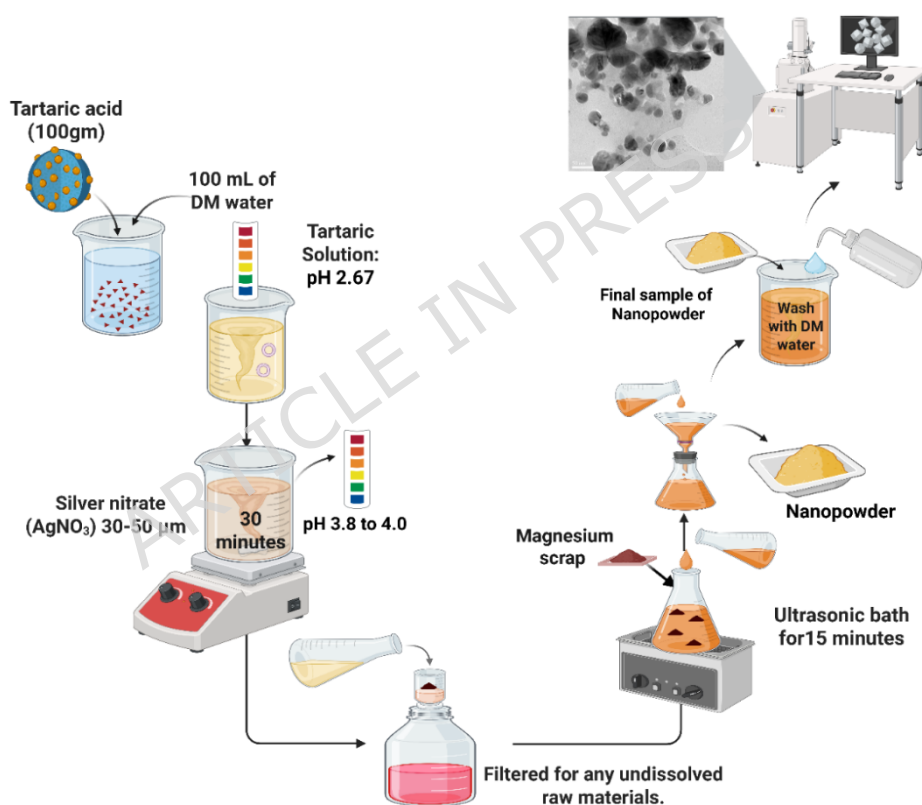 Tartaric acid
(100gm)
100 mL of
DM water
Tartaric
Solution:
pH 2.67
Silver nitrate
(AgNO₃) 30-50 μm
30
minutes
pH 3.8 to 4.0
Filtered for any undissolved
raw materials.
Magnesium
scrap
Ultrasonic bath
for15 minutes
Nanopowder
Final sample of
Nanopowder
Wash
with DM
water
ARTICLE IN PRESS